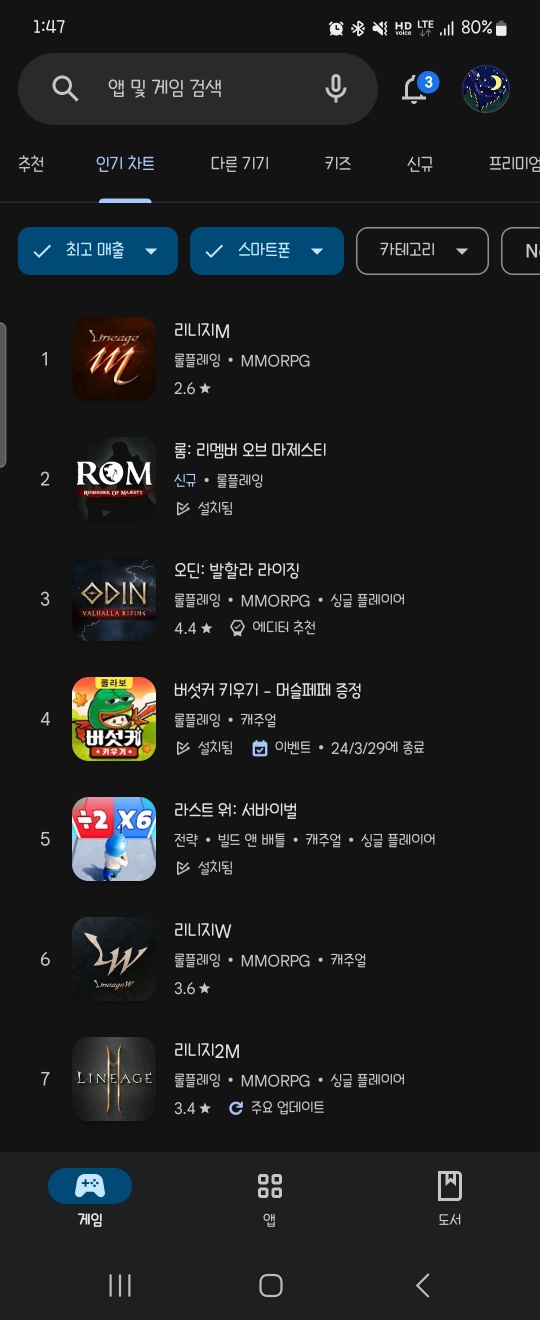 1:47 HD voice LTE 80%
앱 및 게임 검색 3
추천 인기 차트 다른 기기 키즈 신규 프리미엄
최고 매출 스마트폰 카테고리
1 리니지M
Lineage M
롤플레잉 • MMORPG
2.6 ★
2 롬: 리멤버 오브 마제스티
ROM
REMEMBER OF MAJESTY
신규 • 롤플레잉
설치됨
3 오딘: 발할라 라이징
ODIN
VALHALLA RISING
롤플레잉 • MMORPG • 싱글 플레이어
4.4 ★ 에디터 추천
4 버섯커 키우기 - 머슬페페 증정
콜라보
버섯커
키우기
롤플레잉 • 캐주얼
설치됨 이벤트 • 24/3/29에 종료
5 라스트 워: 서바이벌
÷2 X6
전략 • 빌드 앤 배틀 • 캐주얼 • 싱글 플레이어
설치됨
6 리니지W
LW
Lineage W
롤플레잉 • MMORPG • 캐주얼
3.6 ★
7 리니지2M
LINEAGE
롤플레잉 • MMORPG • 싱글 플레이어
3.4 ★ 주요 업데이트
게임 앱 도서